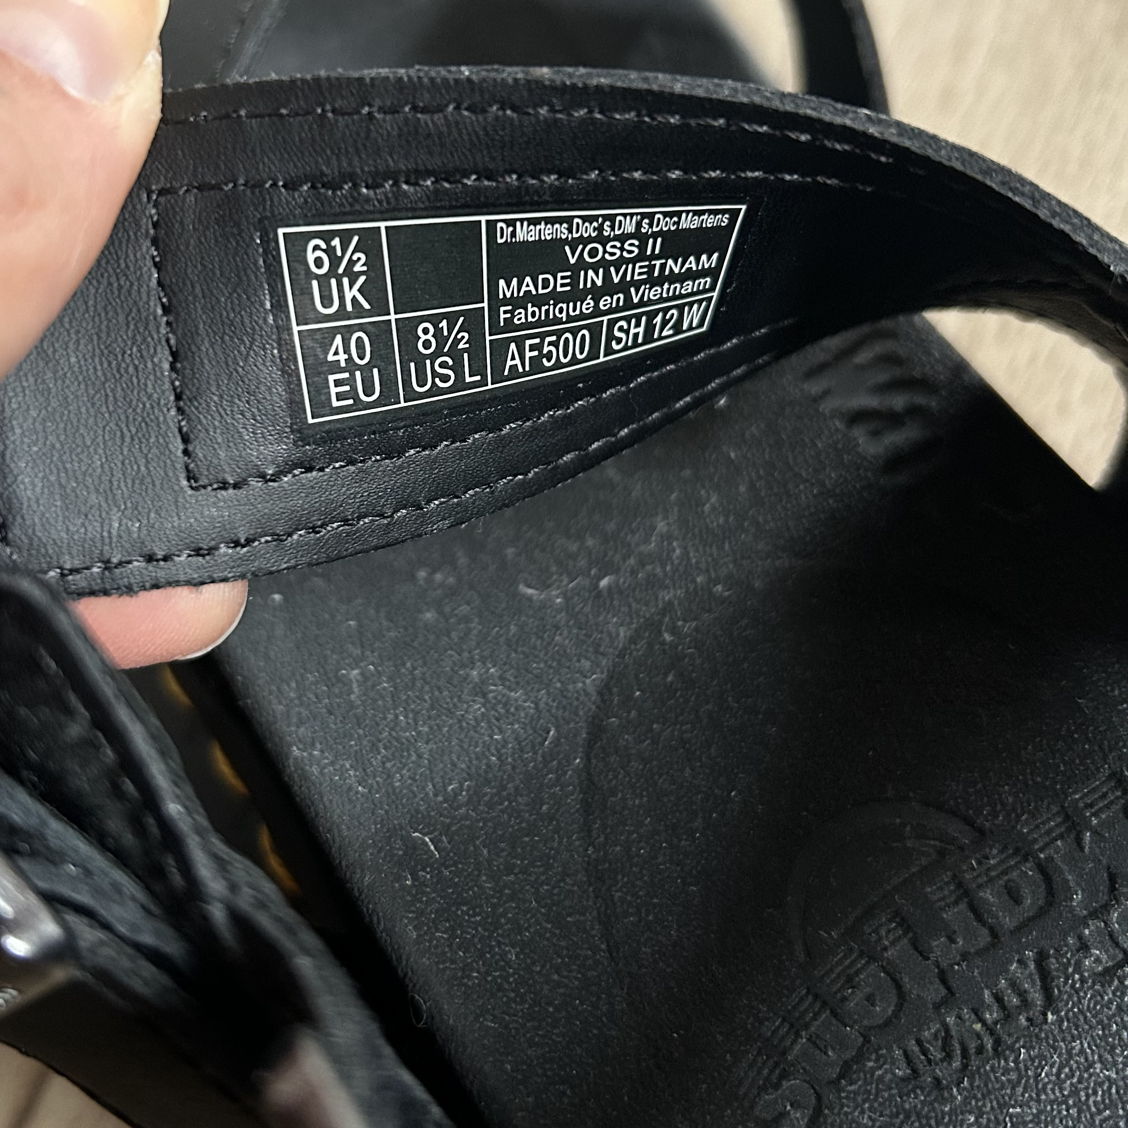 6½
UK
40
EU
8½
US L
Dr.Martens,Doc's,DM's,Doc Martens
VOSS II
MADE IN VIETNAM
Fabriqué en Vietnam
AF500
SH 12 W